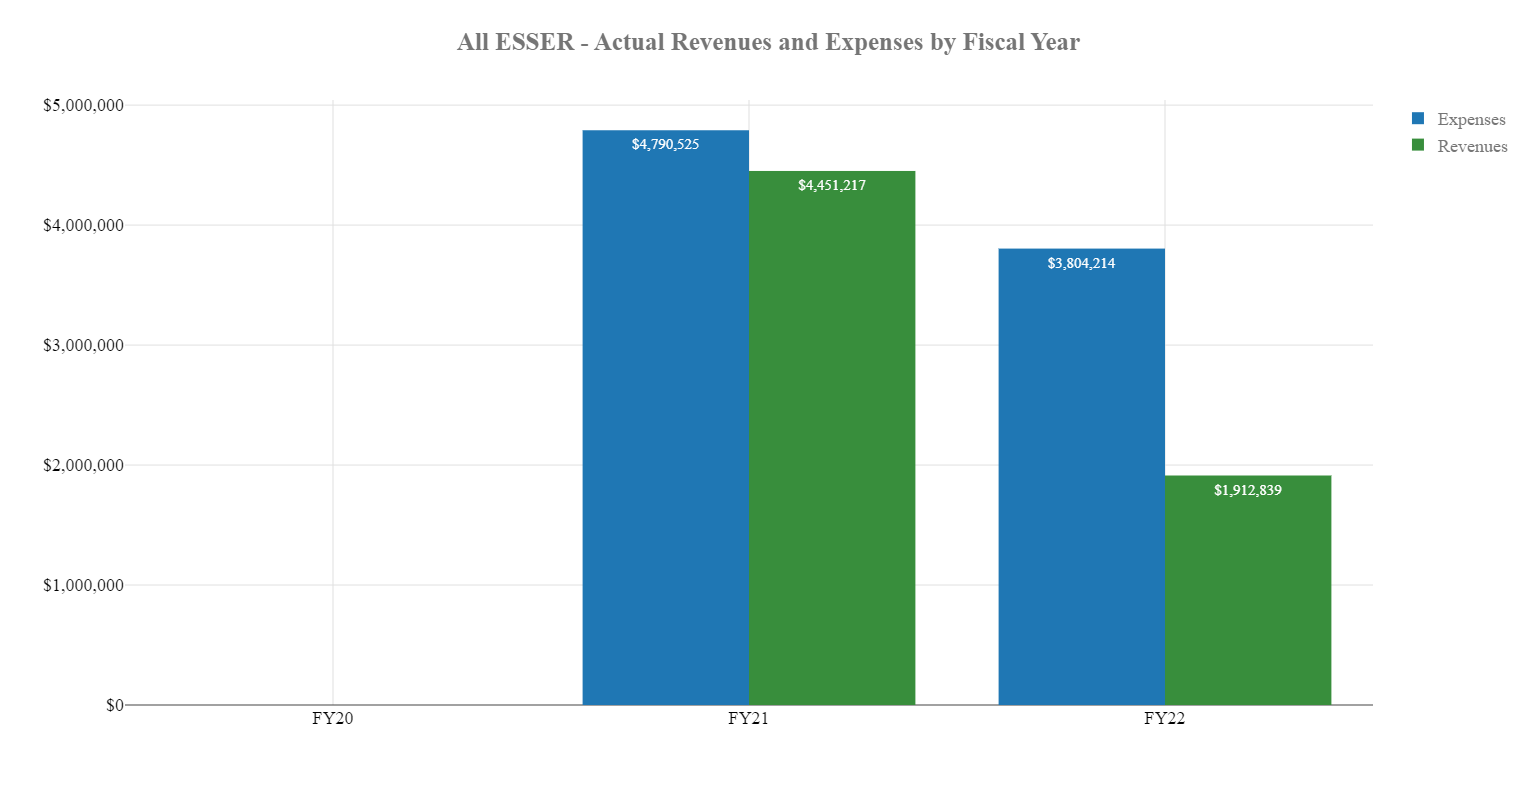 All ESSER - Actual Revenues and Expenses by Fiscal Year
$5,000,000
$4,000,000
$3,000,000
$2,000,000
$1,000,000
$0
$4,790,525
$4,451,217
$3,804,214
$1,912,839
FY20
FY21
FY22
Expenses
Revenues